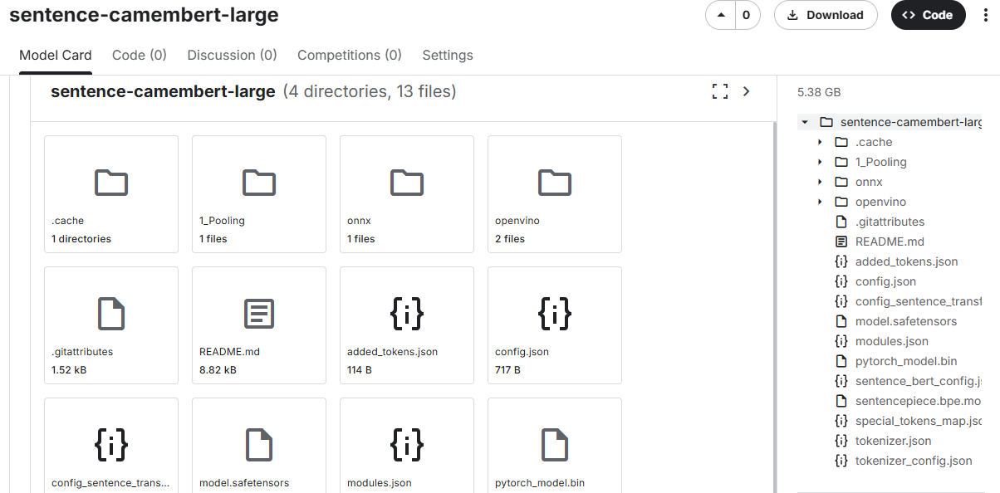 sentence-camembert-large
0
Download
<> Code
Model Card
Code (0)
Discussion (0)
Competitions (0)
Settings
sentence-camembert-large (4 directories, 13 files)
.cache
1 directories
1_Pooling
1 files
onnx
1 files
openvino
2 files
.gitattributes
1.52 kB
README.md
8.82 kB
{i}
added_tokens.json
114 B
{i}
config.json
717 B
{i}
config_sentence_trans...
model.safetensors
{i}
modules.json
pytorch_model.bin
5.38 GB
sentence-camembert-larg
.cache
1_Pooling
onnx
openvino
.gitattributes
README.md
{i} added_tokens.json
{i} config.json
{i} config_sentence_transf
model.safetensors
{i} modules.json
pytorch_model.bin
{i} sentence_bert_config.js
sentencepiece.bpe.mo
{i} special_tokens_map.jsc
{i} tokenizer.json
{i} tokenizer_config.json